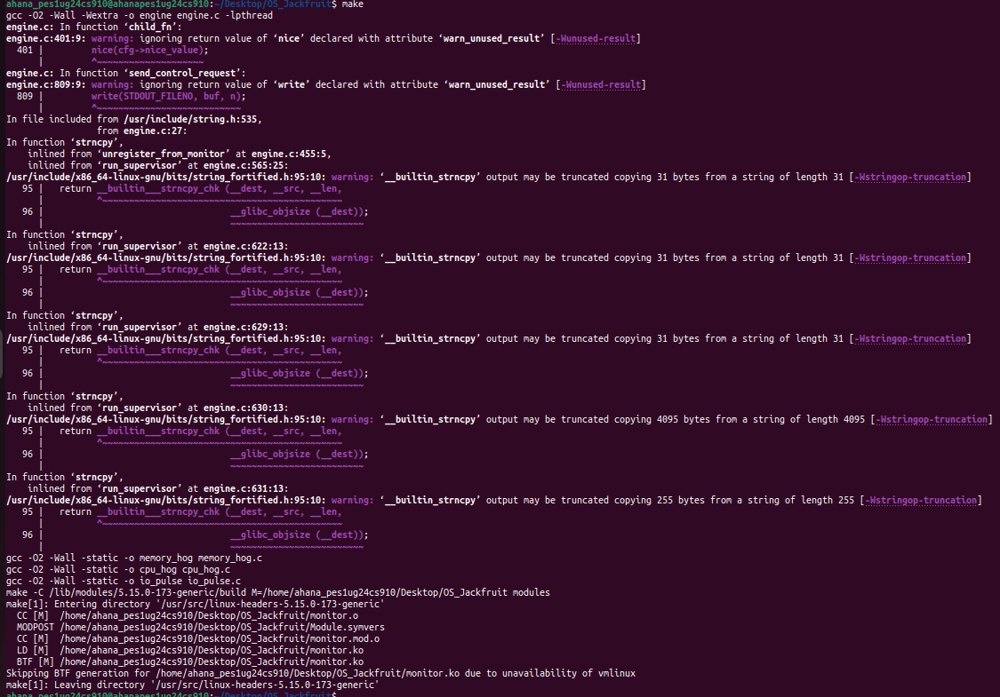 ahana_pes1ug24cs910@ahanapes1ug24cs910:~/Desktop/OS_Jackfruit$ make
gcc -O2 -Wall -Wextra -o engine engine.c -lpthread
engine.c: In function ‘child_fn’:
engine.c:401:9: warning: ignoring return value of ‘nice’ declared with attribute ‘warn_unused_result’ [-Wunused-result]
  401 |         nice(cfg->nice_value);
      |         ^~~~~~~~~~~~~~~~~~~~~
engine.c: In function ‘send_control_request’:
engine.c:809:9: warning: ignoring return value of ‘write’ declared with attribute ‘warn_unused_result’ [-Wunused-result]
  809 |         write(STDOUT_FILENO, buf, n);
      |         ^~~~~~~~~~~~~~~~~~~~~~~~~~~~
In file included from /usr/include/string.h:535,
                 from engine.c:27:
In function ‘strncpy’,
    inlined from ‘unregister_from_monitor’ at engine.c:455:5,
    inlined from ‘run_supervisor’ at engine.c:565:25:
/usr/include/x86_64-linux-gnu/bits/string_fortified.h:95:10: warning: ‘__builtin_strncpy’ output may be truncated copying 31 bytes from a string of length 31 [-Wstringop-truncation]
   95 |   return __builtin___strncpy_chk (__dest, __src, __len,
      |          ^~~~~~~~~~~~~~~~~~~~~~~~~~~~~~~~~~~~~~~~~~~~~~
   96 |                                   __glibc_objsize (__dest));
      |                                   ~~~~~~~~~~~~~~~~~~~~~~~~~
In function ‘strncpy’,
    inlined from ‘run_supervisor’ at engine.c:622:13:
/usr/include/x86_64-linux-gnu/bits/string_fortified.h:95:10: warning: ‘__builtin_strncpy’ output may be truncated copying 31 bytes from a string of length 31 [-Wstringop-truncation]
   95 |   return __builtin___strncpy_chk (__dest, __src, __len,
      |          ^~~~~~~~~~~~~~~~~~~~~~~~~~~~~~~~~~~~~~~~~~~~~~
   96 |                                   __glibc_objsize (__dest));
      |                                   ~~~~~~~~~~~~~~~~~~~~~~~~~
In function ‘strncpy’,
    inlined from ‘run_supervisor’ at engine.c:629:13:
/usr/include/x86_64-linux-gnu/bits/string_fortified.h:95:10: warning: ‘__builtin_strncpy’ output may be truncated copying 31 bytes from a string of length 31 [-Wstringop-truncation]
   95 |   return __builtin___strncpy_chk (__dest, __src, __len,
      |          ^~~~~~~~~~~~~~~~~~~~~~~~~~~~~~~~~~~~~~~~~~~~~~
   96 |                                   __glibc_objsize (__dest));
      |                                   ~~~~~~~~~~~~~~~~~~~~~~~~~
In function ‘strncpy’,
    inlined from ‘run_supervisor’ at engine.c:630:13:
/usr/include/x86_64-linux-gnu/bits/string_fortified.h:95:10: warning: ‘__builtin_strncpy’ output may be truncated copying 4095 bytes from a string of length 4095 [-Wstringop-truncation]
   95 |   return __builtin___strncpy_chk (__dest, __src, __len,
      |          ^~~~~~~~~~~~~~~~~~~~~~~~~~~~~~~~~~~~~~~~~~~~~~
   96 |                                   __glibc_objsize (__dest));
      |                                   ~~~~~~~~~~~~~~~~~~~~~~~~~
In function ‘strncpy’,
    inlined from ‘run_supervisor’ at engine.c:631:13:
/usr/include/x86_64-linux-gnu/bits/string_fortified.h:95:10: warning: ‘__builtin_strncpy’ output may be truncated copying 255 bytes from a string of length 255 [-Wstringop-truncation]
   95 |   return __builtin___strncpy_chk (__dest, __src, __len,
      |          ^~~~~~~~~~~~~~~~~~~~~~~~~~~~~~~~~~~~~~~~~~~~~~
   96 |                                   __glibc_objsize (__dest));
      |                                   ~~~~~~~~~~~~~~~~~~~~~~~~~
gcc -O2 -Wall -static -o memory_hog memory_hog.c
gcc -O2 -Wall -static -o cpu_hog cpu_hog.c
gcc -O2 -Wall -static -o io_pulse io_pulse.c
make -C /lib/modules/5.15.0-173-generic/build M=/home/ahana_pes1ug24cs910/Desktop/OS_Jackfruit modules
make[1]: Entering directory '/usr/src/linux-headers-5.15.0-173-generic'
  CC [M]  /home/ahana_pes1ug24cs910/Desktop/OS_Jackfruit/monitor.o
  MODPOST /home/ahana_pes1ug24cs910/Desktop/OS_Jackfruit/Module.symvers
  CC [M]  /home/ahana_pes1ug24cs910/Desktop/OS_Jackfruit/monitor.mod.o
  LD [M]  /home/ahana_pes1ug24cs910/Desktop/OS_Jackfruit/monitor.ko
  BTF [M] /home/ahana_pes1ug24cs910/Desktop/OS_Jackfruit/monitor.ko
Skipping BTF generation for /home/ahana_pes1ug24cs910/Desktop/OS_Jackfruit/monitor.ko due to unavailability of vmlinux
make[1]: Leaving directory '/usr/src/linux-headers-5.15.0-173-generic'
ahana_pes1ug24cs910@ahanapes1ug24cs910:~/Desktop/OS_Jackfruit$